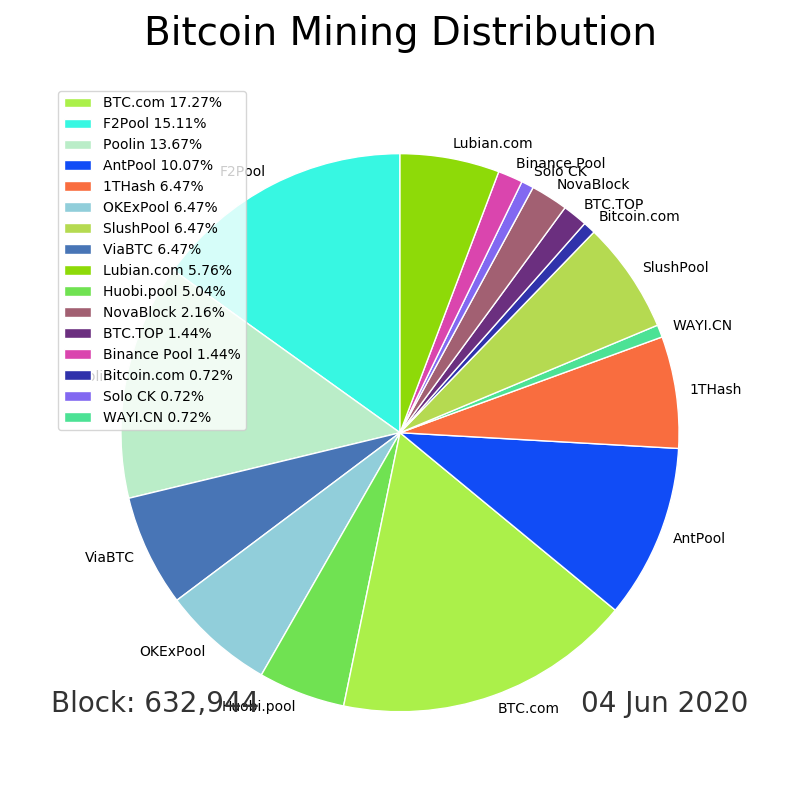 Bitcoin Mining Distribution
BTC.com 17.27%
F2Pool 15.11%
Poolin 13.67%
AntPool 10.07%
1THash 6.47%
OKExPool 6.47%
SlushPool 6.47%
ViaBTC 6.47%
Lubian.com 5.76%
Huobi.pool 5.04%
NovaBlock 2.16%
BTC.TOP 1.44%
Binance Pool 1.44%
Bitcoin.com 0.72%
Solo CK 0.72%
WAYI.CN 0.72%
F2Pool
Lubian.com
Binance Pool
Solo CK
NovaBlock
BTC.TOP
Bitcoin.com
SlushPool
WAYI.CN
1THash
AntPool
BTC.com
Huobi.pool
OKExPool
ViaBTC
Block: 632,944
04 Jun 2020